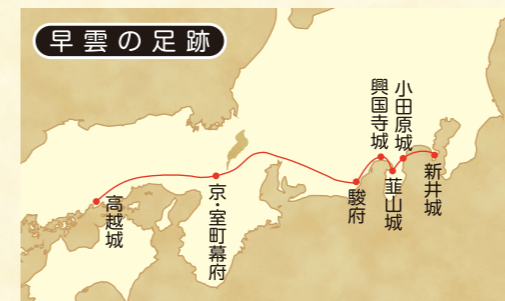 早雲の足跡
高越城
京・室町幕府
駿府
興国寺城
韮山城
小田原城
新井城